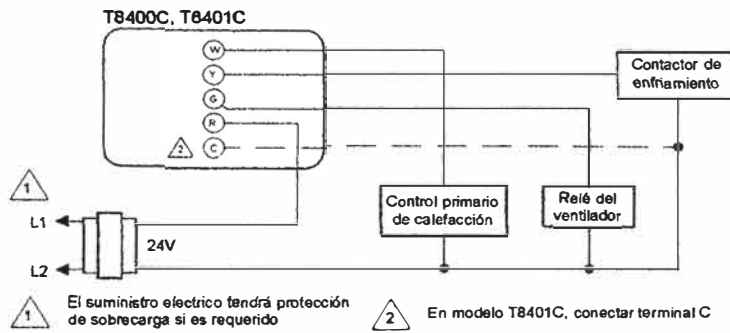 T8400C, T8401C
W
Y
G
R
2
C
Contactor de
enfriamiento
1
L1
24V
L2
Control primario
de calefacción
Relé del
ventilador
1
El suministro electrico tendrá protección
de sobrecarga si es requerido
2
En modelo T8401C, conectar terminal C